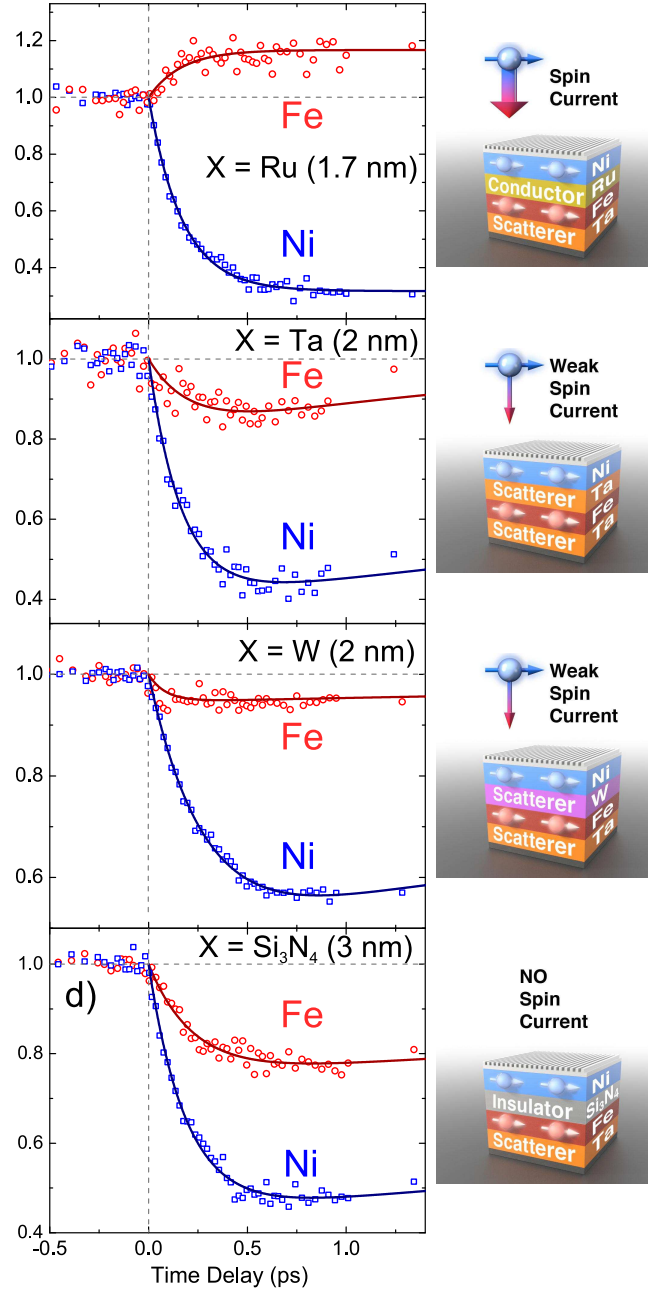 1.2
1.0
0.8
0.6
0.4
Fe
X = Ru (1.7 nm)
Ni
Spin
Current
Ni
Conductor Ru
Fe
Scatterer Ta
1.0
0.8
0.6
0.4
X = Ta (2 nm)
Fe
Ni
Weak
Spin
Current
Ni
Scatterer Ta
Fe
Scatterer Ta
1.0
0.8
0.6
X = W (2 nm)
Fe
Ni
Weak
Spin
Current
Ni
Scatterer W
Fe
Scatterer Ta
1.0
0.8
0.6
0.4
X = Si₃N₄ (3 nm)
d)
Fe
Ni
NO
Spin
Current
Ni
Insulator Si₃N₄
Fe
Scatterer Ta
-0.5 0.0 0.5 1.0
Time Delay (ps)